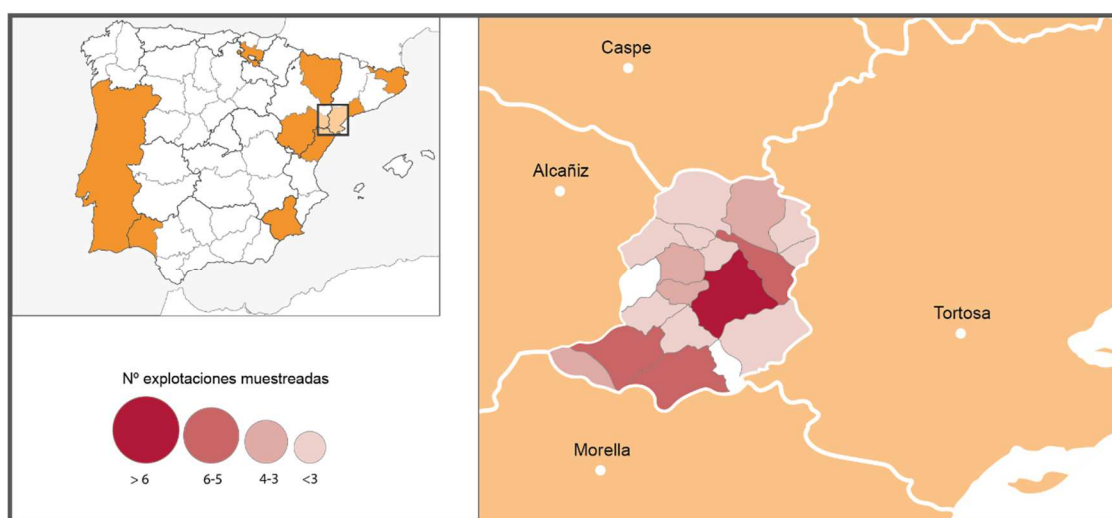 Nº explotaciones muestreadas
> 6
6-5
4-3
<3
Caspe
Alcañiz
Tortosa
Morella